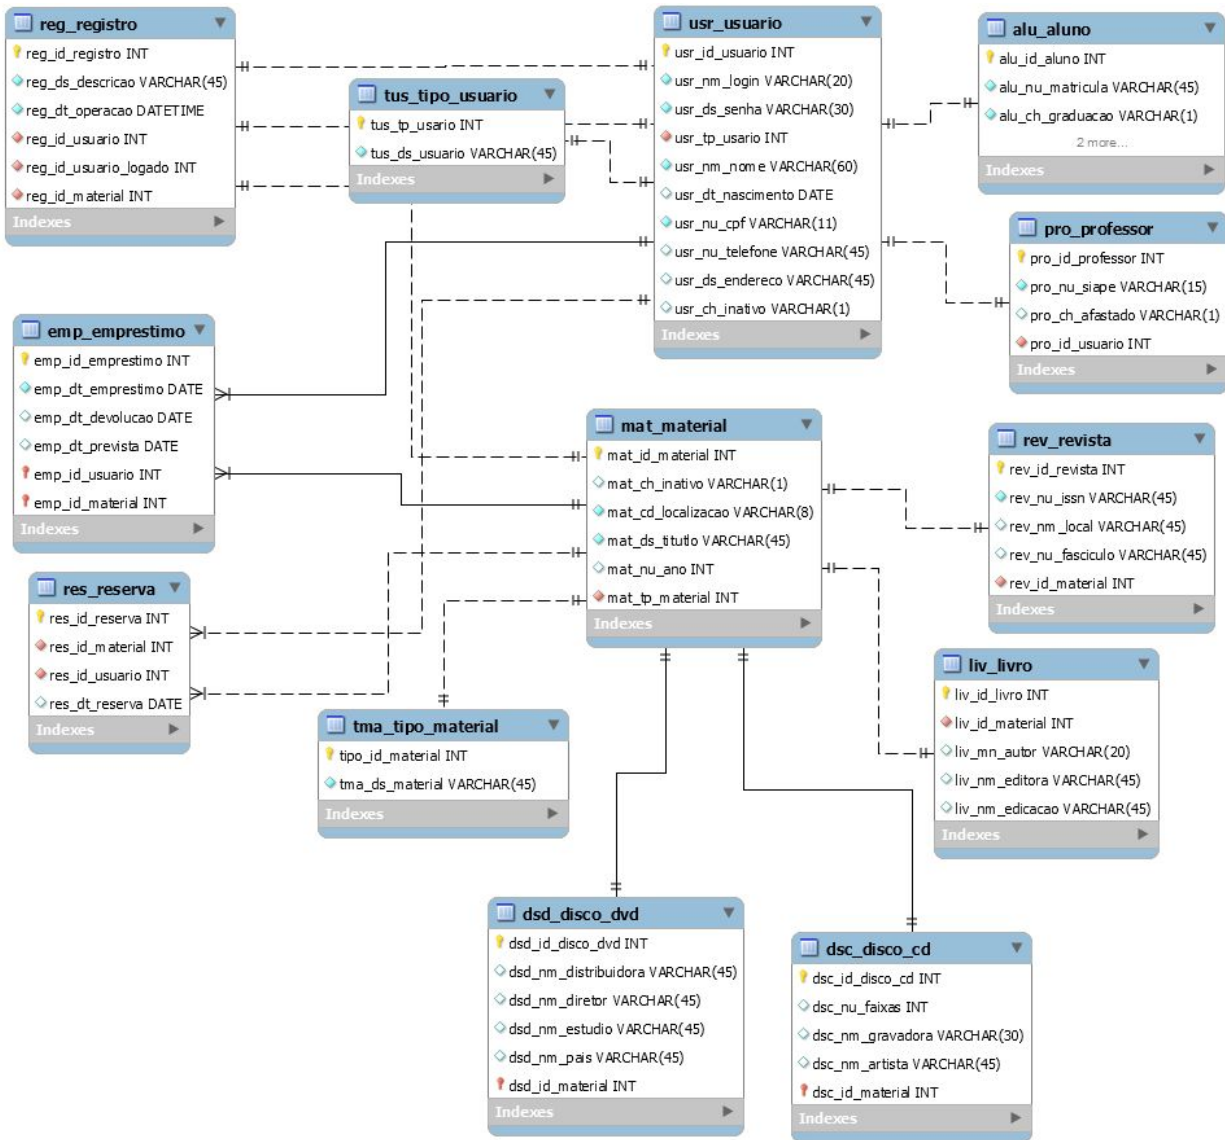 reg_registro
reg_id_registro INT
reg_ds_descricao VARCHAR(45)
reg_dt_operacao DATETIME
reg_id_usuario INT
reg_id_usuario_logado INT
reg_id_material INT
Indexes
tus_tipo_usuario
tus_tp_usario INT
tus_ds_usuario VARCHAR(45)
Indexes
usr_usuario
usr_id_usuario INT
usr_nm_login VARCHAR(20)
usr_ds_senha VARCHAR(30)
usr_tp_usario INT
usr_nm_nome VARCHAR(60)
usr_dt_nascimento DATE
usr_nu_cpf VARCHAR(11)
usr_nu_telefone VARCHAR(45)
usr_ds_endereco VARCHAR(45)
usr_ch_inativo VARCHAR(1)
Indexes
alu_aluno
alu_id_aluno INT
alu_nu_matricula VARCHAR(45)
alu_ch_graduacao VARCHAR(1)
2 more...
Indexes
pro_professor
pro_id_professor INT
pro_nu_siape VARCHAR(15)
pro_ch_afastado VARCHAR(1)
pro_id_usuario INT
Indexes
emp_emprestimo
emp_id_emprestimo INT
emp_dt_emprestimo DATE
emp_dt_devolucao DATE
emp_dt_prevista DATE
emp_id_usuario INT
emp_id_material INT
Indexes
mat_material
mat_id_material INT
mat_ch_inativo VARCHAR(1)
mat_cd_localizacao VARCHAR(8)
mat_ds_titutlo VARCHAR(45)
mat_nu_ano INT
mat_tp_material INT
Indexes
rev_revista
rev_id_revista INT
rev_nu_issn VARCHAR(45)
rev_nm_local VARCHAR(45)
rev_nu_fasciculo VARCHAR(45)
rev_id_material INT
Indexes
res_reserva
res_id_reserva INT
res_id_material INT
res_id_usuario INT
res_dt_reserva DATE
Indexes
tma_tipo_material
tipo_id_material INT
tma_ds_material VARCHAR(45)
Indexes
liv_livro
liv_id_livro INT
liv_id_material INT
liv_mn_autor VARCHAR(20)
liv_nm_editora VARCHAR(45)
liv_nm_edicacao VARCHAR(45)
Indexes
dsd_disco_dvd
dsd_id_disco_dvd INT
dsd_nm_distribuidora VARCHAR(45)
dsd_nm_diretor VARCHAR(45)
dsd_nm_estudio VARCHAR(45)
dsd_nm_pais VARCHAR(45)
dsd_id_material INT
Indexes
dsc_disco_cd
dsc_id_disco_cd INT
dsc_nu_faixas INT
dsc_nm_gravadora VARCHAR(30)
dsc_nm_artista VARCHAR(45)
dsc_id_material INT
Indexes